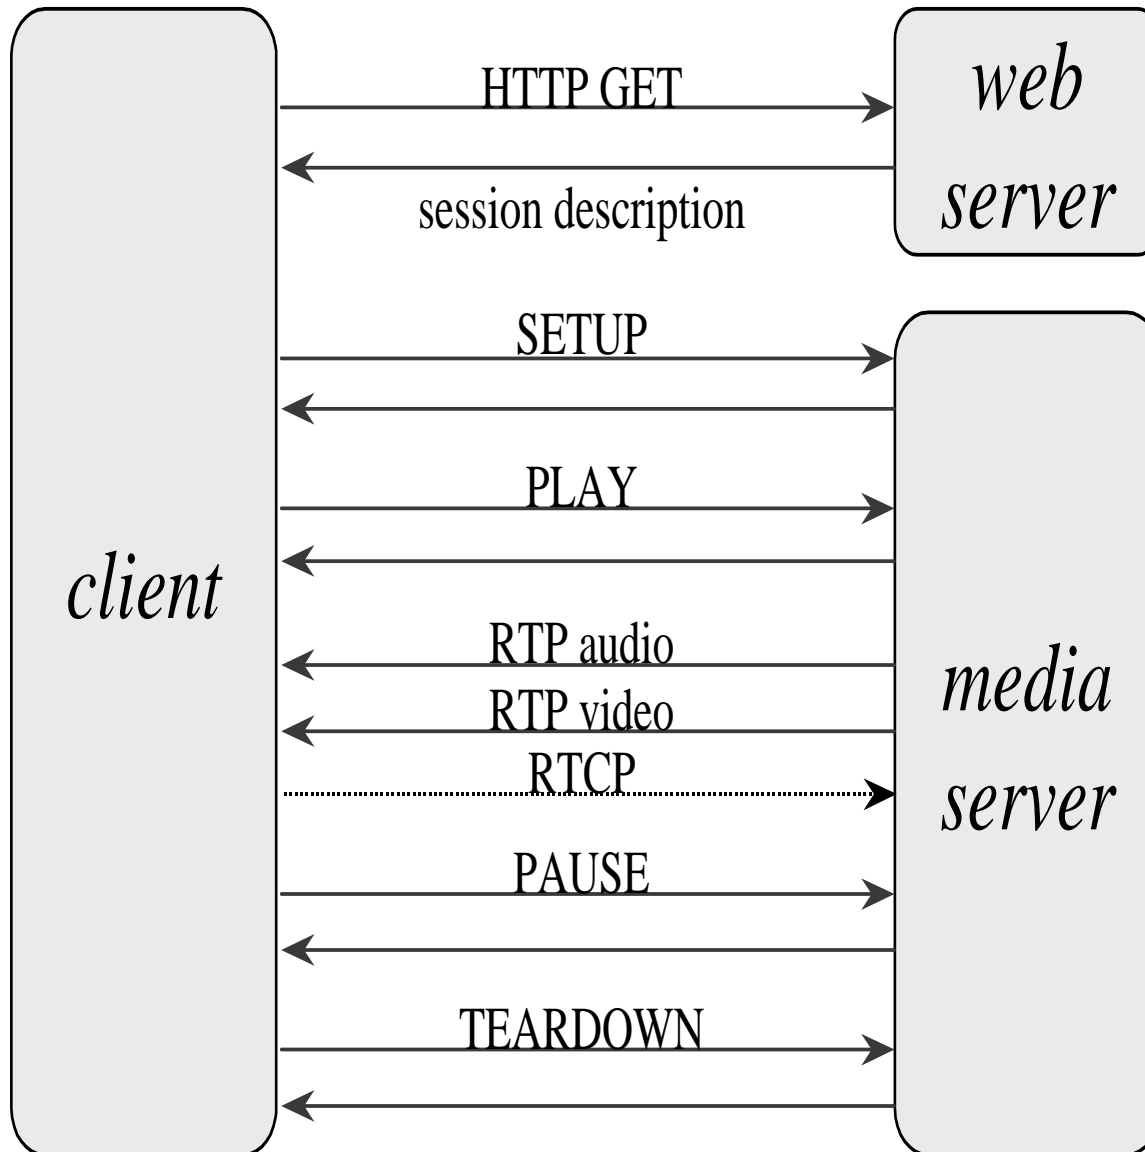 HTTP GET
web
server
session description
SETUP
PLAY
client
RTP audio
RTP video
RTCP
media
server
PAUSE
TEARDOWN